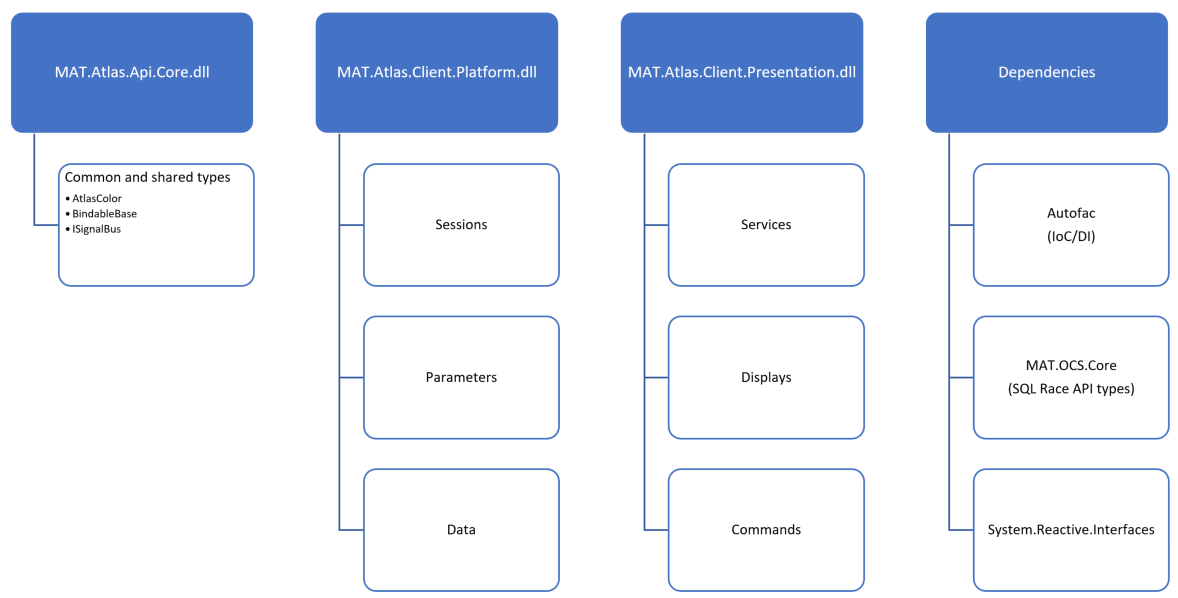 MAT.Atlas.Api.Core.dll
Common and shared types
• AtlasColor
• BindableBase
• ISignalBus
MAT.Atlas.Client.Platform.dll
Sessions
Parameters
Data
MAT.Atlas.Client.Presentation.dll
Services
Displays
Commands
Dependencies
Autofac
(IoC/DI)
MAT.OCS.Core
(SQL Race API types)
System.Reactive.Interfaces